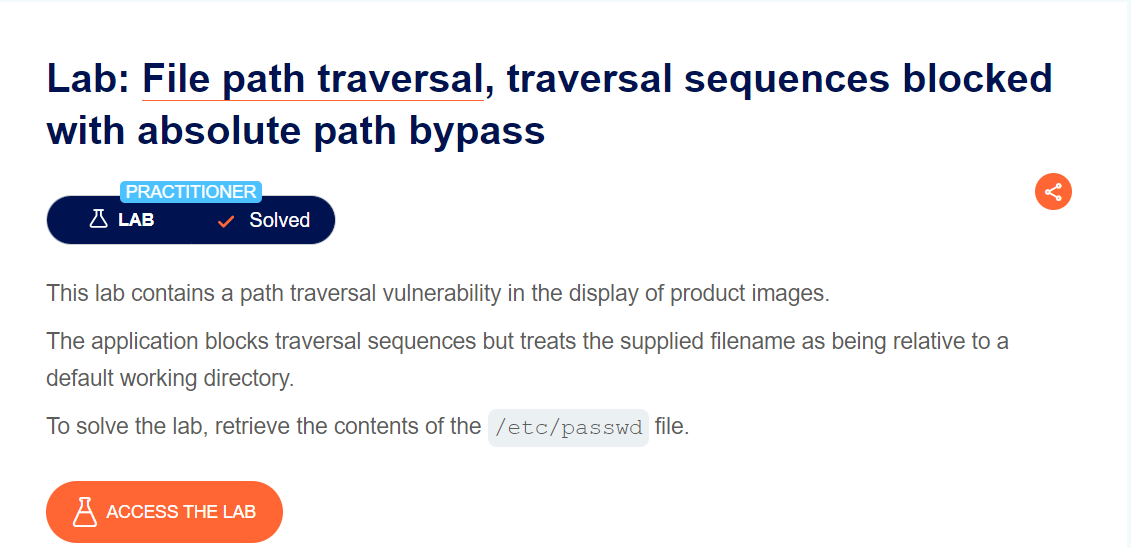 Lab: File path traversal, traversal sequences blocked
with absolute path bypass
PRACTITIONER
LAB Solved
This lab contains a path traversal vulnerability in the display of product images.
The application blocks traversal sequences but treats the supplied filename as being relative to a
default working directory.
To solve the lab, retrieve the contents of the /etc/passwd file.
ACCESS THE LAB